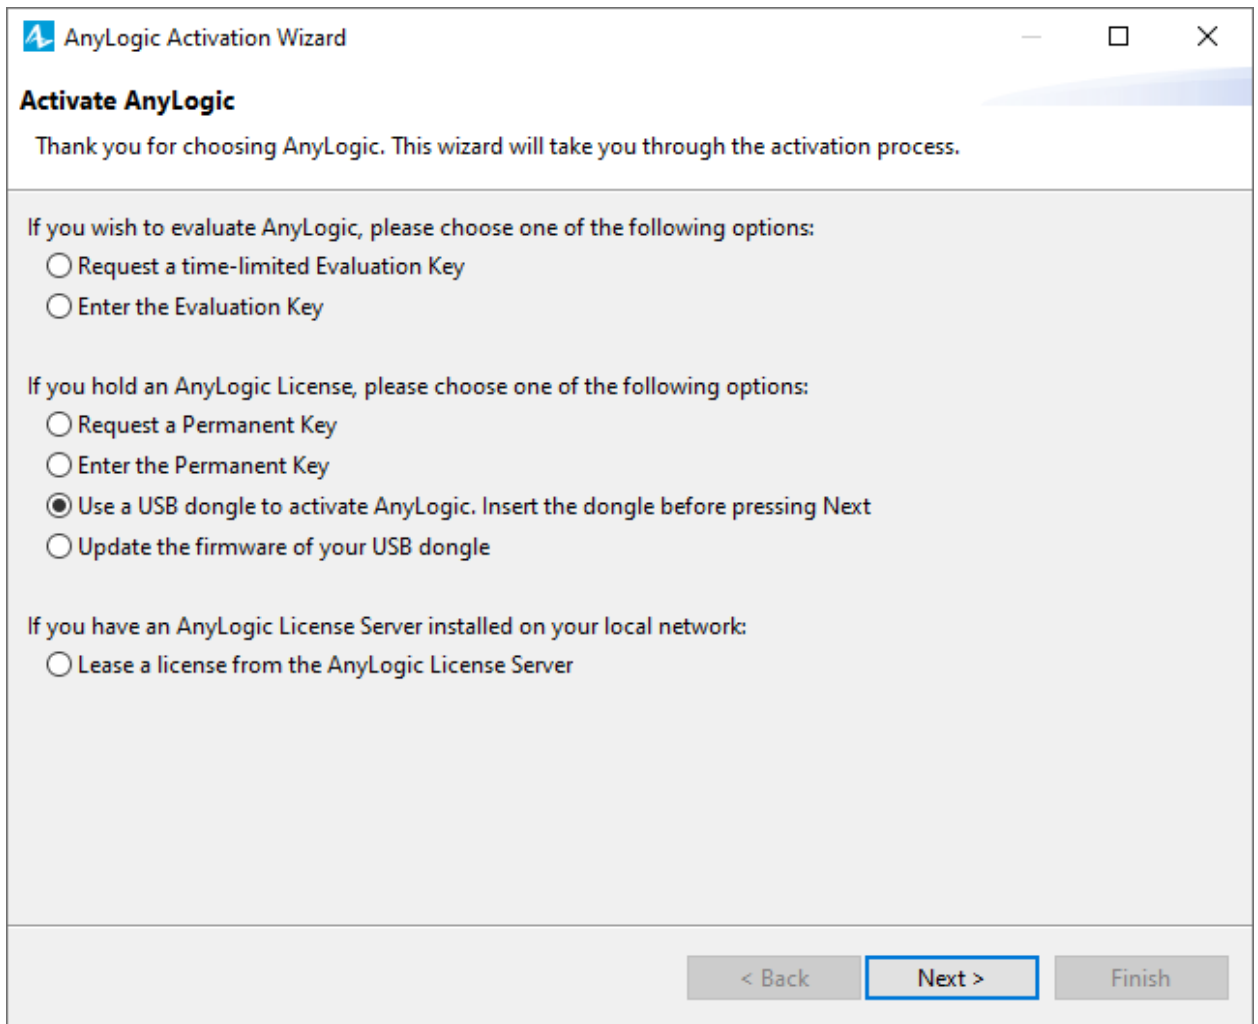 AnyLogic Activation Wizard
Activate AnyLogic
Thank you for choosing AnyLogic. This wizard will take you through the activation process.
If you wish to evaluate AnyLogic, please choose one of the following options:
Request a time-limited Evaluation Key
Enter the Evaluation Key
If you hold an AnyLogic License, please choose one of the following options:
Request a Permanent Key
Enter the Permanent Key
Use a USB dongle to activate AnyLogic. Insert the dongle before pressing Next
Update the firmware of your USB dongle
If you have an AnyLogic License Server installed on your local network:
Lease a license from the AnyLogic License Server
< Back Next > Finish